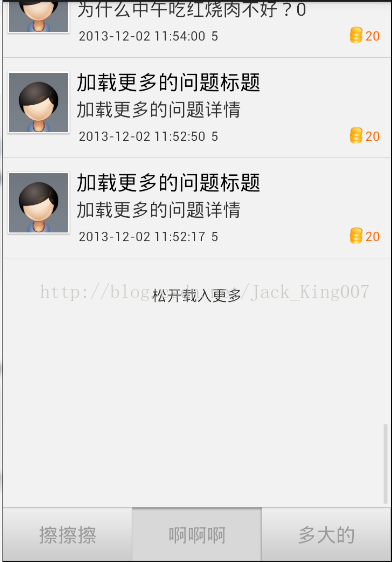 为什么中午吃红烧肉不好？0
2013-12-02 11:54:00 5 20
加载更多的问题标题
加载更多的问题详情
2013-12-02 11:52:50 5 20
加载更多的问题标题
加载更多的问题详情
2013-12-02 11:52:17 5 20
松开载入更多
http://blog.csdn.net/Jack_King007
擦擦擦 啊啊啊 多大的